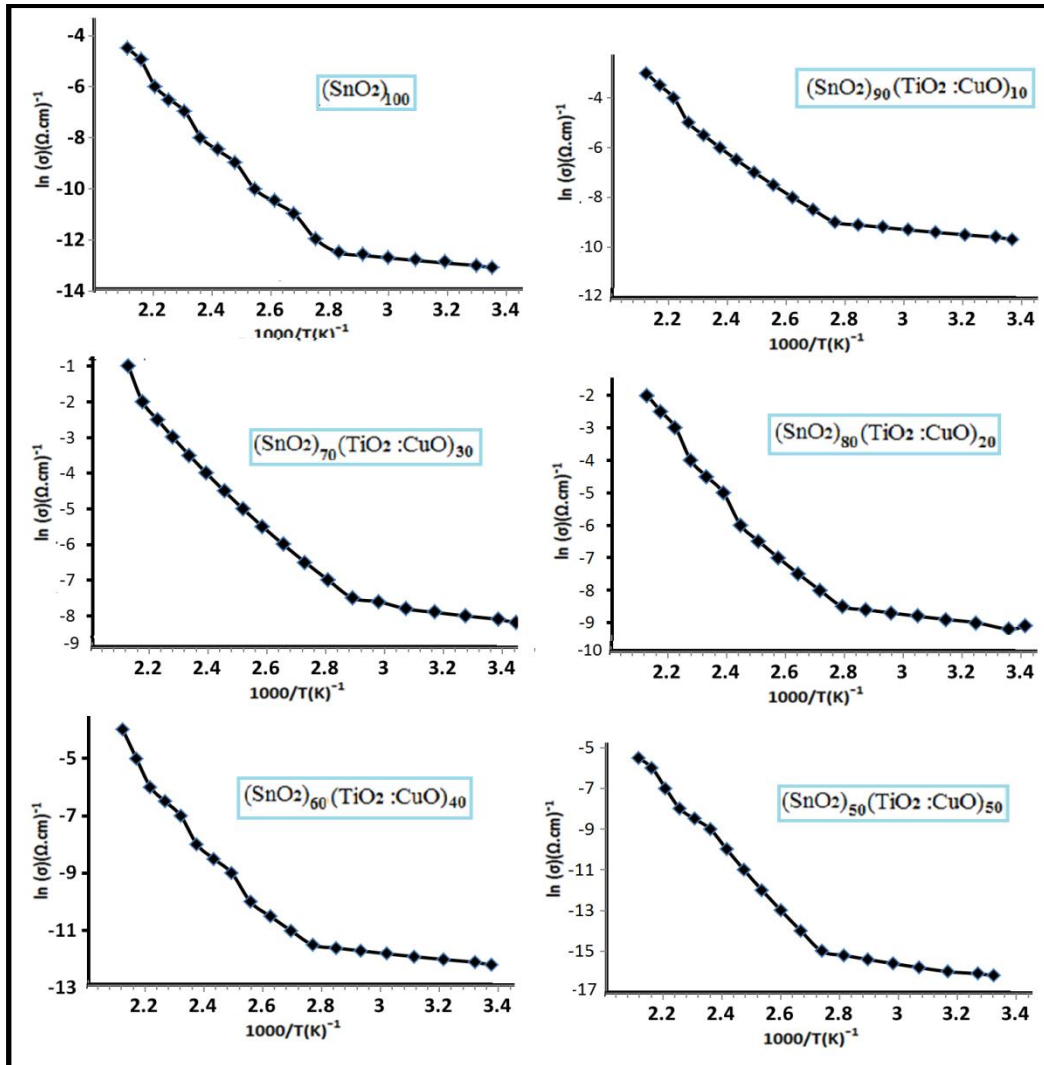 -4
-6
-8
-10
-12
-14
ln (σ)(Ω.cm)⁻¹
(SnO₂)₁₀₀
2.2 2.4 2.6 2.8 3 3.2 3.4
1000/T(K)⁻¹
-4
-6
-8
-10
-12
ln (σ)(Ω.cm)⁻¹
(SnO₂)₉₀(TiO₂ :CuO)₁₀
2.2 2.4 2.6 2.8 3 3.2 3.4
1000/T(K)⁻¹
-1
-2
-3
-4
-5
-6
-7
-8
-9
ln (σ)(Ω.cm)⁻¹
(SnO₂)₇₀(TiO₂ :CuO)₃₀
2.2 2.4 2.6 2.8 3 3.2 3.4
1000/T(K)⁻¹
-2
-3
-4
-5
-6
-7
-8
-9
-10
ln (σ)(Ω.cm)⁻¹
(SnO₂)₈₀(TiO₂ :CuO)₂₀
2.2 2.4 2.6 2.8 3 3.2 3.4
1000/T(K)⁻¹
-5
-7
-9
-11
-13
ln (σ)(Ω.cm)⁻¹
(SnO₂)₆₀(TiO₂ :CuO)₄₀
2.2 2.4 2.6 2.8 3 3.2 3.4
1000/T(K)⁻¹
-5
-7
-9
-11
-13
-15
-17
ln (σ)(Ω.cm)⁻¹
(SnO₂)₅₀(TiO₂ :CuO)₅₀
2.2 2.4 2.6 2.8 3 3.2 3.4
1000/T(K)⁻¹